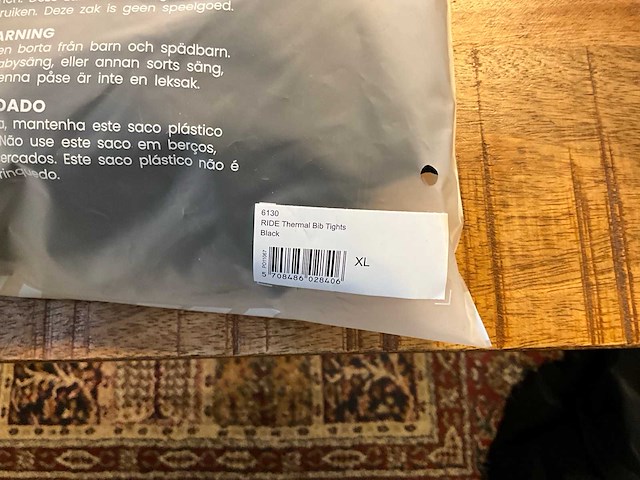 ruiken. Deze zak is geen speelgoed.
ARNING
en borta från barn och spädbarn.
abysäng, eller annan sorts säng,
enna påse är inte en leksak.
DADO
a, mantenha este saco plástico
Não use este saco em berços,
ercados. Este saco plástico não é
rinquedo.
6130
RIDE Thermal Bib Tights
Black
XL
5 708486 028406